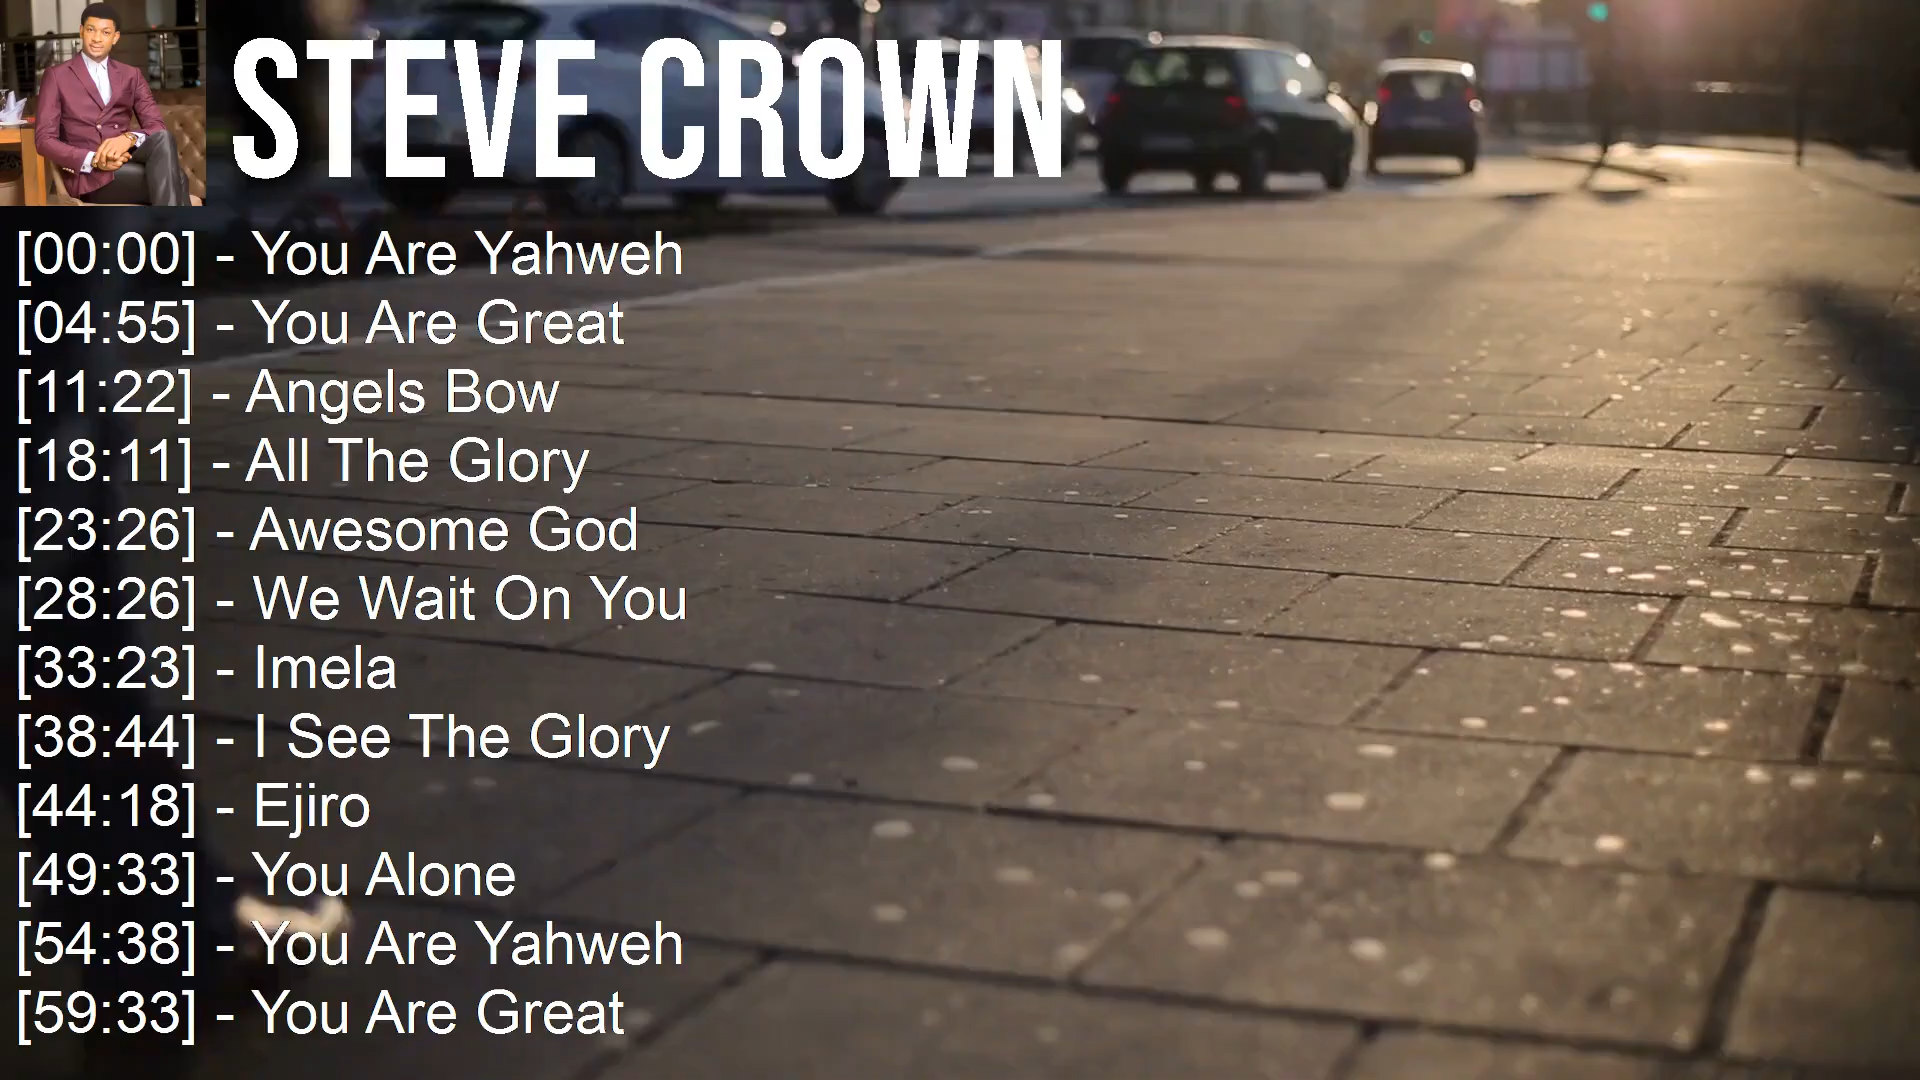 STEVE CROWN
[00:00] - You Are Yahweh
[04:55] - You Are Great
[11:22] - Angels Bow
[18:11] - All The Glory
[23:26] - Awesome God
[28:26] - We Wait On You
[33:23] - Imela
[38:44] - I See The Glory
[44:18] - Ejiro
[49:33] - You Alone
[54:38] - You Are Yahweh
[59:33] - You Are Great